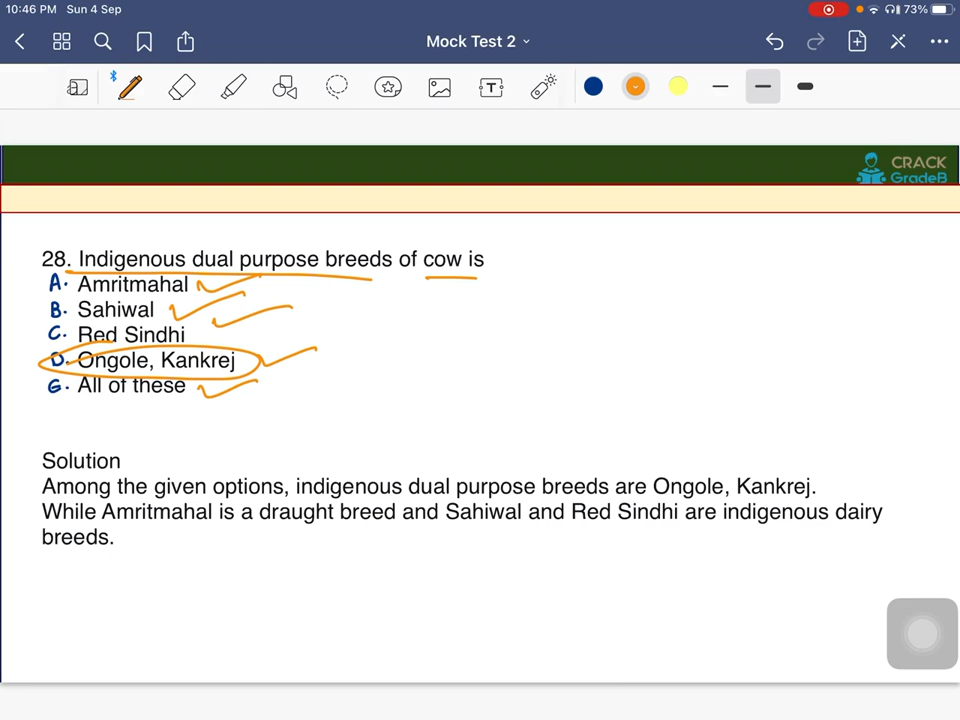 10:46 PM Sun 4 Sep 73%
Mock Test 2
T
CRACK
GradeB
28. Indigenous dual purpose breeds of cow is
A. Amritmahal
B. Sahiwal
C. Red Sindhi
D. Ongole, Kankrej
G. All of these
Solution
Among the given options, indigenous dual purpose breeds are Ongole, Kankrej.
While Amritmahal is a draught breed and Sahiwal and Red Sindhi are indigenous dairy
breeds.